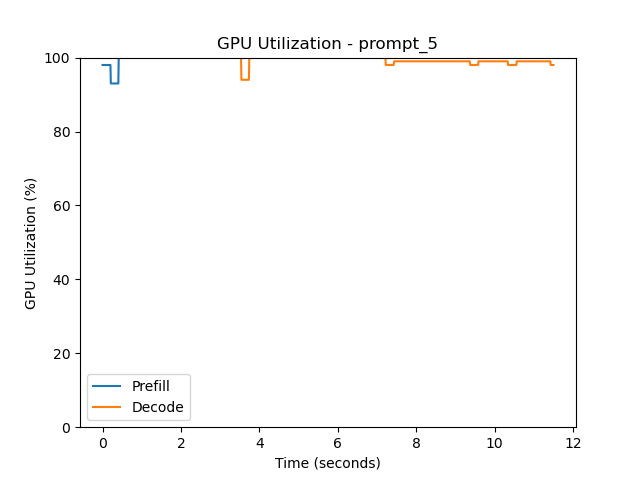 GPU Utilization - prompt_5
100
80
60
40
20
0
GPU Utilization (%)
Prefill
Decode
0 2 4 6 8 10 12
Time (seconds)